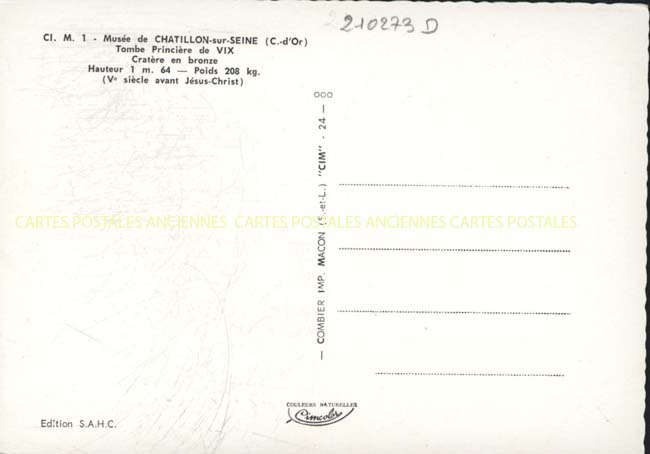 210273 D
Cl. M. 1 - Musée de CHATILLON-sur-SEINE (C.-d'Or)
Tombe Princière de VIX
Cratère en bronze
Hauteur 1 m. 64 — Poids 208 kg.
(Vᵉ siècle avant Jésus-Christ)
— COMBIER IMP. MACON (S.-et-L.) "CIM" - 24 — 000
CARTES POSTALES ANCIENNES CARTES POSTALES ANCIENNES CARTES POSTALES
COULEURS NATURELLES
Cimcolor
Edition S.A.H.C.